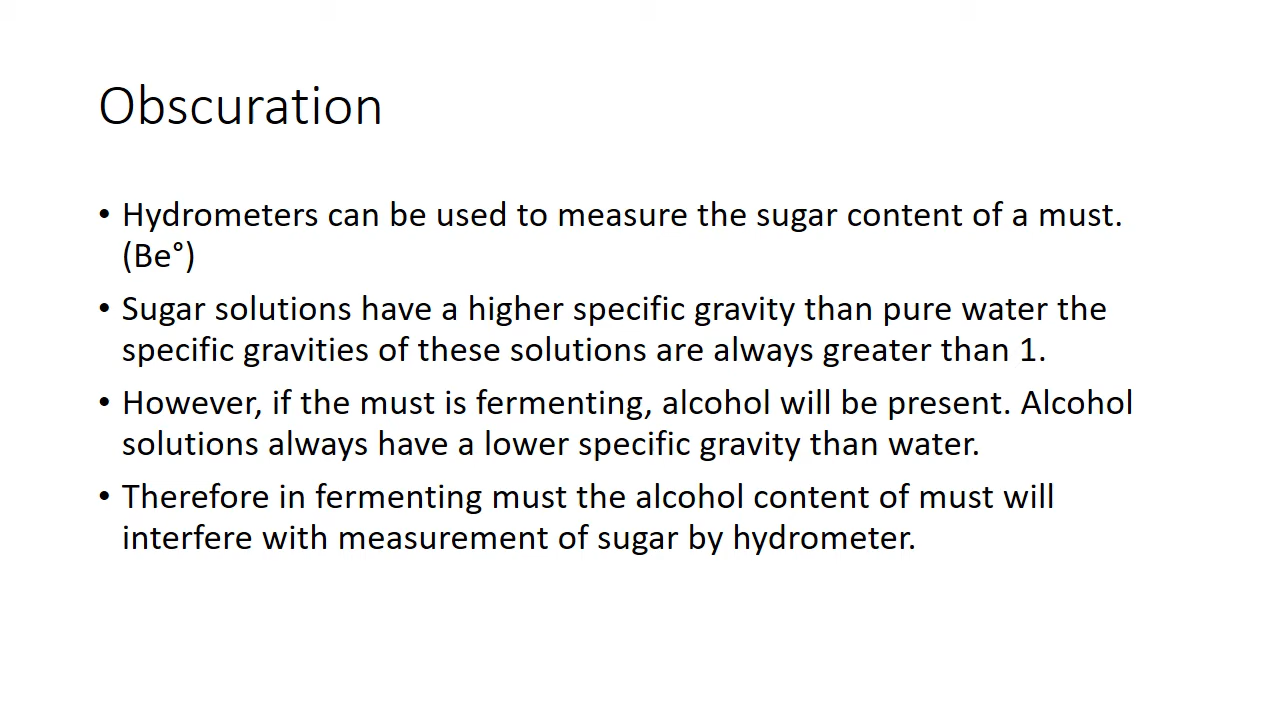 Obscuration
• Hydrometers can be used to measure the sugar content of a must.
(Be°)
• Sugar solutions have a higher specific gravity than pure water the
specific gravities of these solutions are always greater than 1.
• However, if the must is fermenting, alcohol will be present. Alcohol
solutions always have a lower specific gravity than water.
• Therefore in fermenting must the alcohol content of must will
interfere with measurement of sugar by hydrometer.